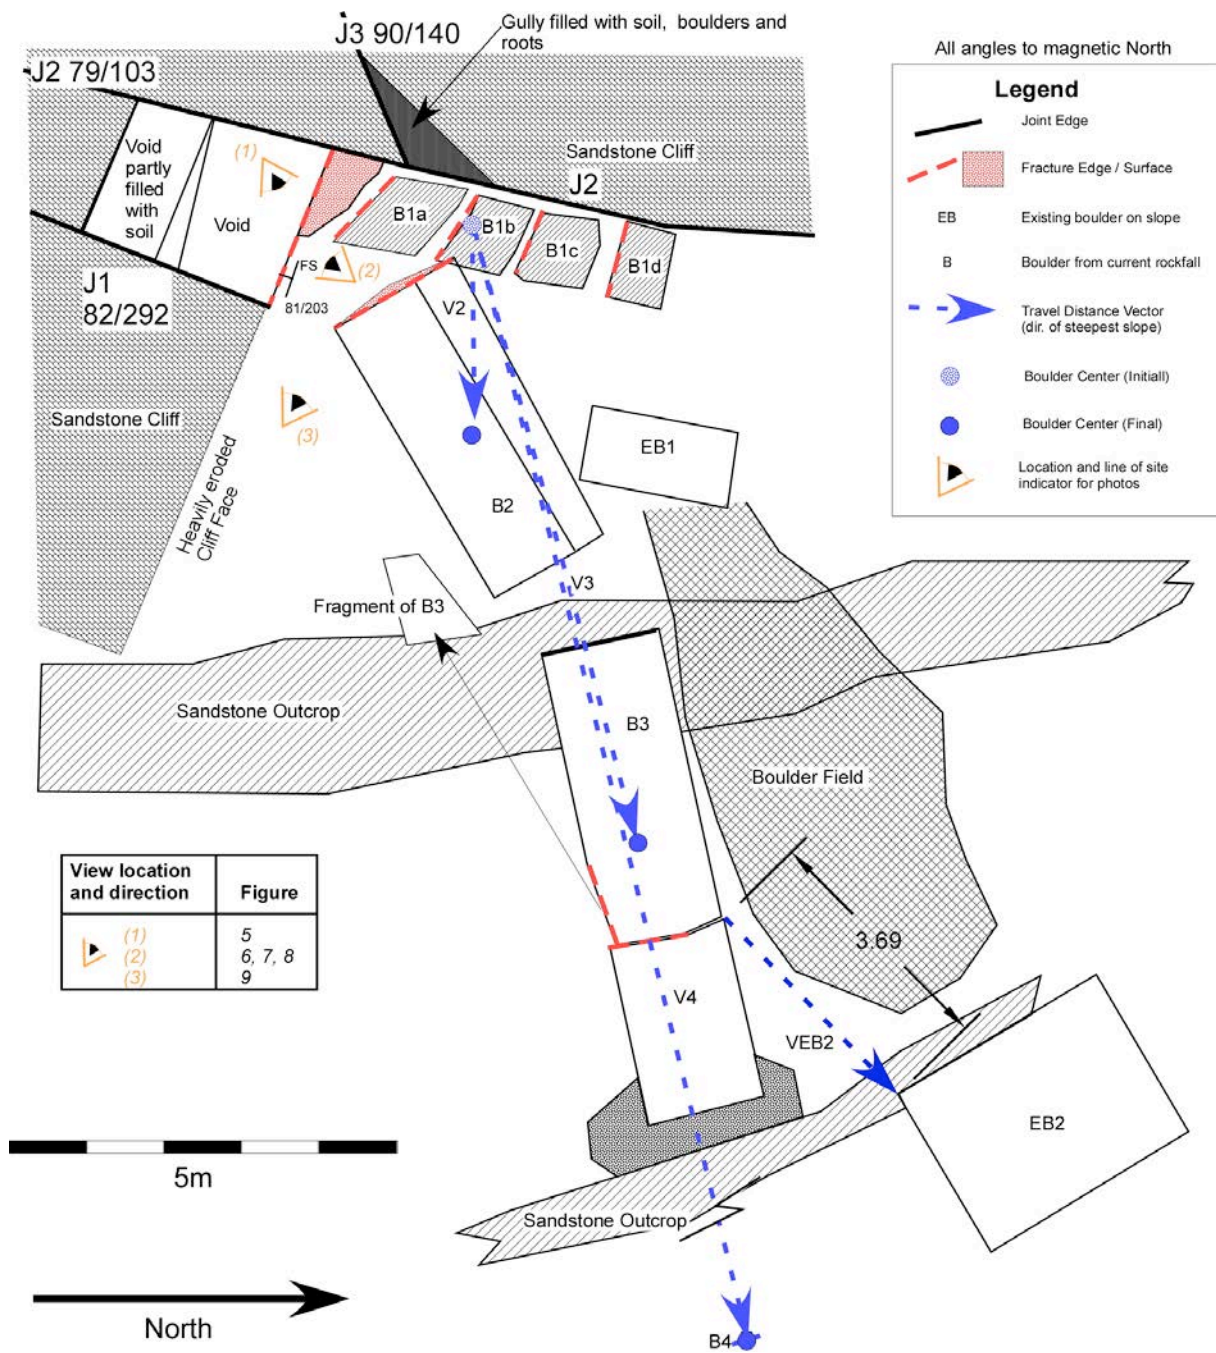 J3 90/140
Gully filled with soil, boulders and
roots
All angles to magnetic North
J2 79/103
Legend
Joint Edge
Fracture Edge / Surface
EB
Existing boulder on slope
B
Boulder from current rockfall
Travel Distance Vector
(dir. of steepest slope)
Boulder Center (Initiall)
Boulder Center (Final)
Location and line of site
indicator for photos
Void
partly
filled
with
soil
(1)
Void
Sandstone Cliff
J2
B1a
B1b
B1c
B1d
FS
(2)
81/203
J1
82/292
V2
Sandstone Cliff
(3)
Heavily eroded
Cliff Face
EB1
B2
V3
Fragment of B3
Sandstone Outcrop
B3
Boulder Field
View location
and direction
Figure
(1)
5
(2)
6, 7, 8
(3)
9
3.69
V4
VEB2
EB2
5m
Sandstone Outcrop
North
B4